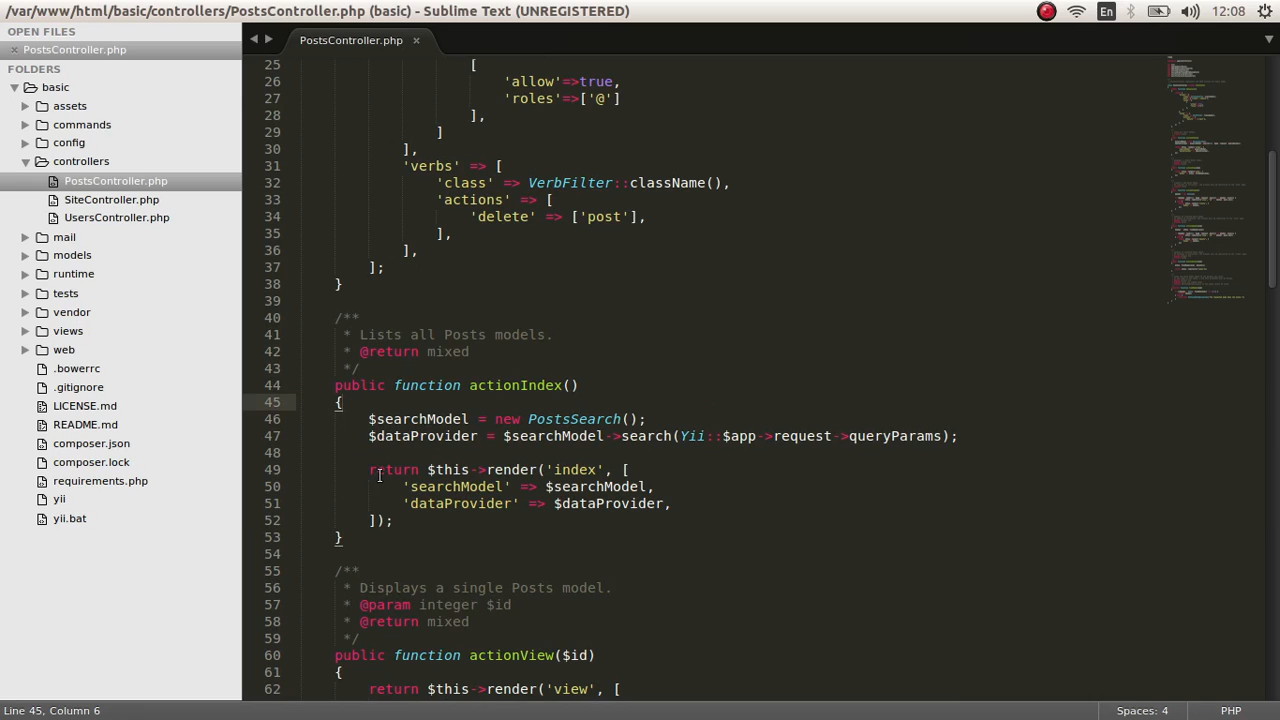 /var/www/html/basic/controllers/PostsController.php (basic) - Sublime Text (UNREGISTERED)
En
12:08
OPEN FILES
× PostsController.php
FOLDERS
basic
assets
commands
config
controllers
PostsController.php
SiteController.php
UsersController.php
mail
models
runtime
tests
vendor
views
web
.bowerrc
.gitignore
LICENSE.md
README.md
composer.json
composer.lock
requirements.php
yii
yii.bat
PostsController.php ×
25 [
26 'allow'=>true,
27 'roles'=>['@']
28 ],
29 ]
30 ],
31 'verbs' => [
32 'class' => VerbFilter::className(),
33 'actions' => [
34 'delete' => ['post'],
35 ],
36 ],
37 ];
38 }
39
40 /**
41 * Lists all Posts models.
42 * @return mixed
43 */
44 public function actionIndex()
45 {
46 $searchModel = new PostsSearch();
47 $dataProvider = $searchModel->search(Yii::$app->request->queryParams);
48
49 return $this->render('index', [
50 'searchModel' => $searchModel,
51 'dataProvider' => $dataProvider,
52 ]);
53 }
54
55 /**
56 * Displays a single Posts model.
57 * @param integer $id
58 * @return mixed
59 */
60 public function actionView($id)
61 {
62 return $this->render('view', [
Line 45, Column 6
Spaces: 4
PHP